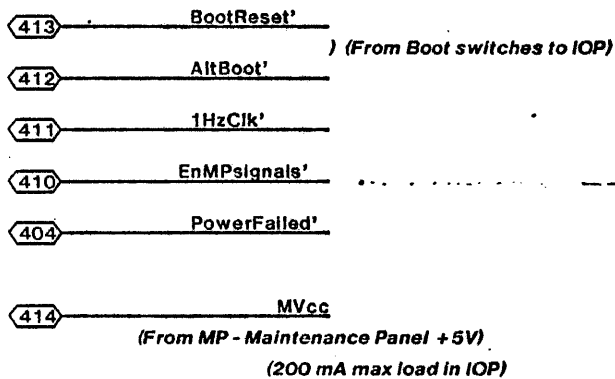 413 BootReset'
) (From Boot switches to IOP)
412 AltBoot'
411 1HzClk'
410 EnMPsignals'
404 PowerFailed'
414 MVcc
(From MP - Maintenance Panel +5V)
(200 mA max load in IOP)